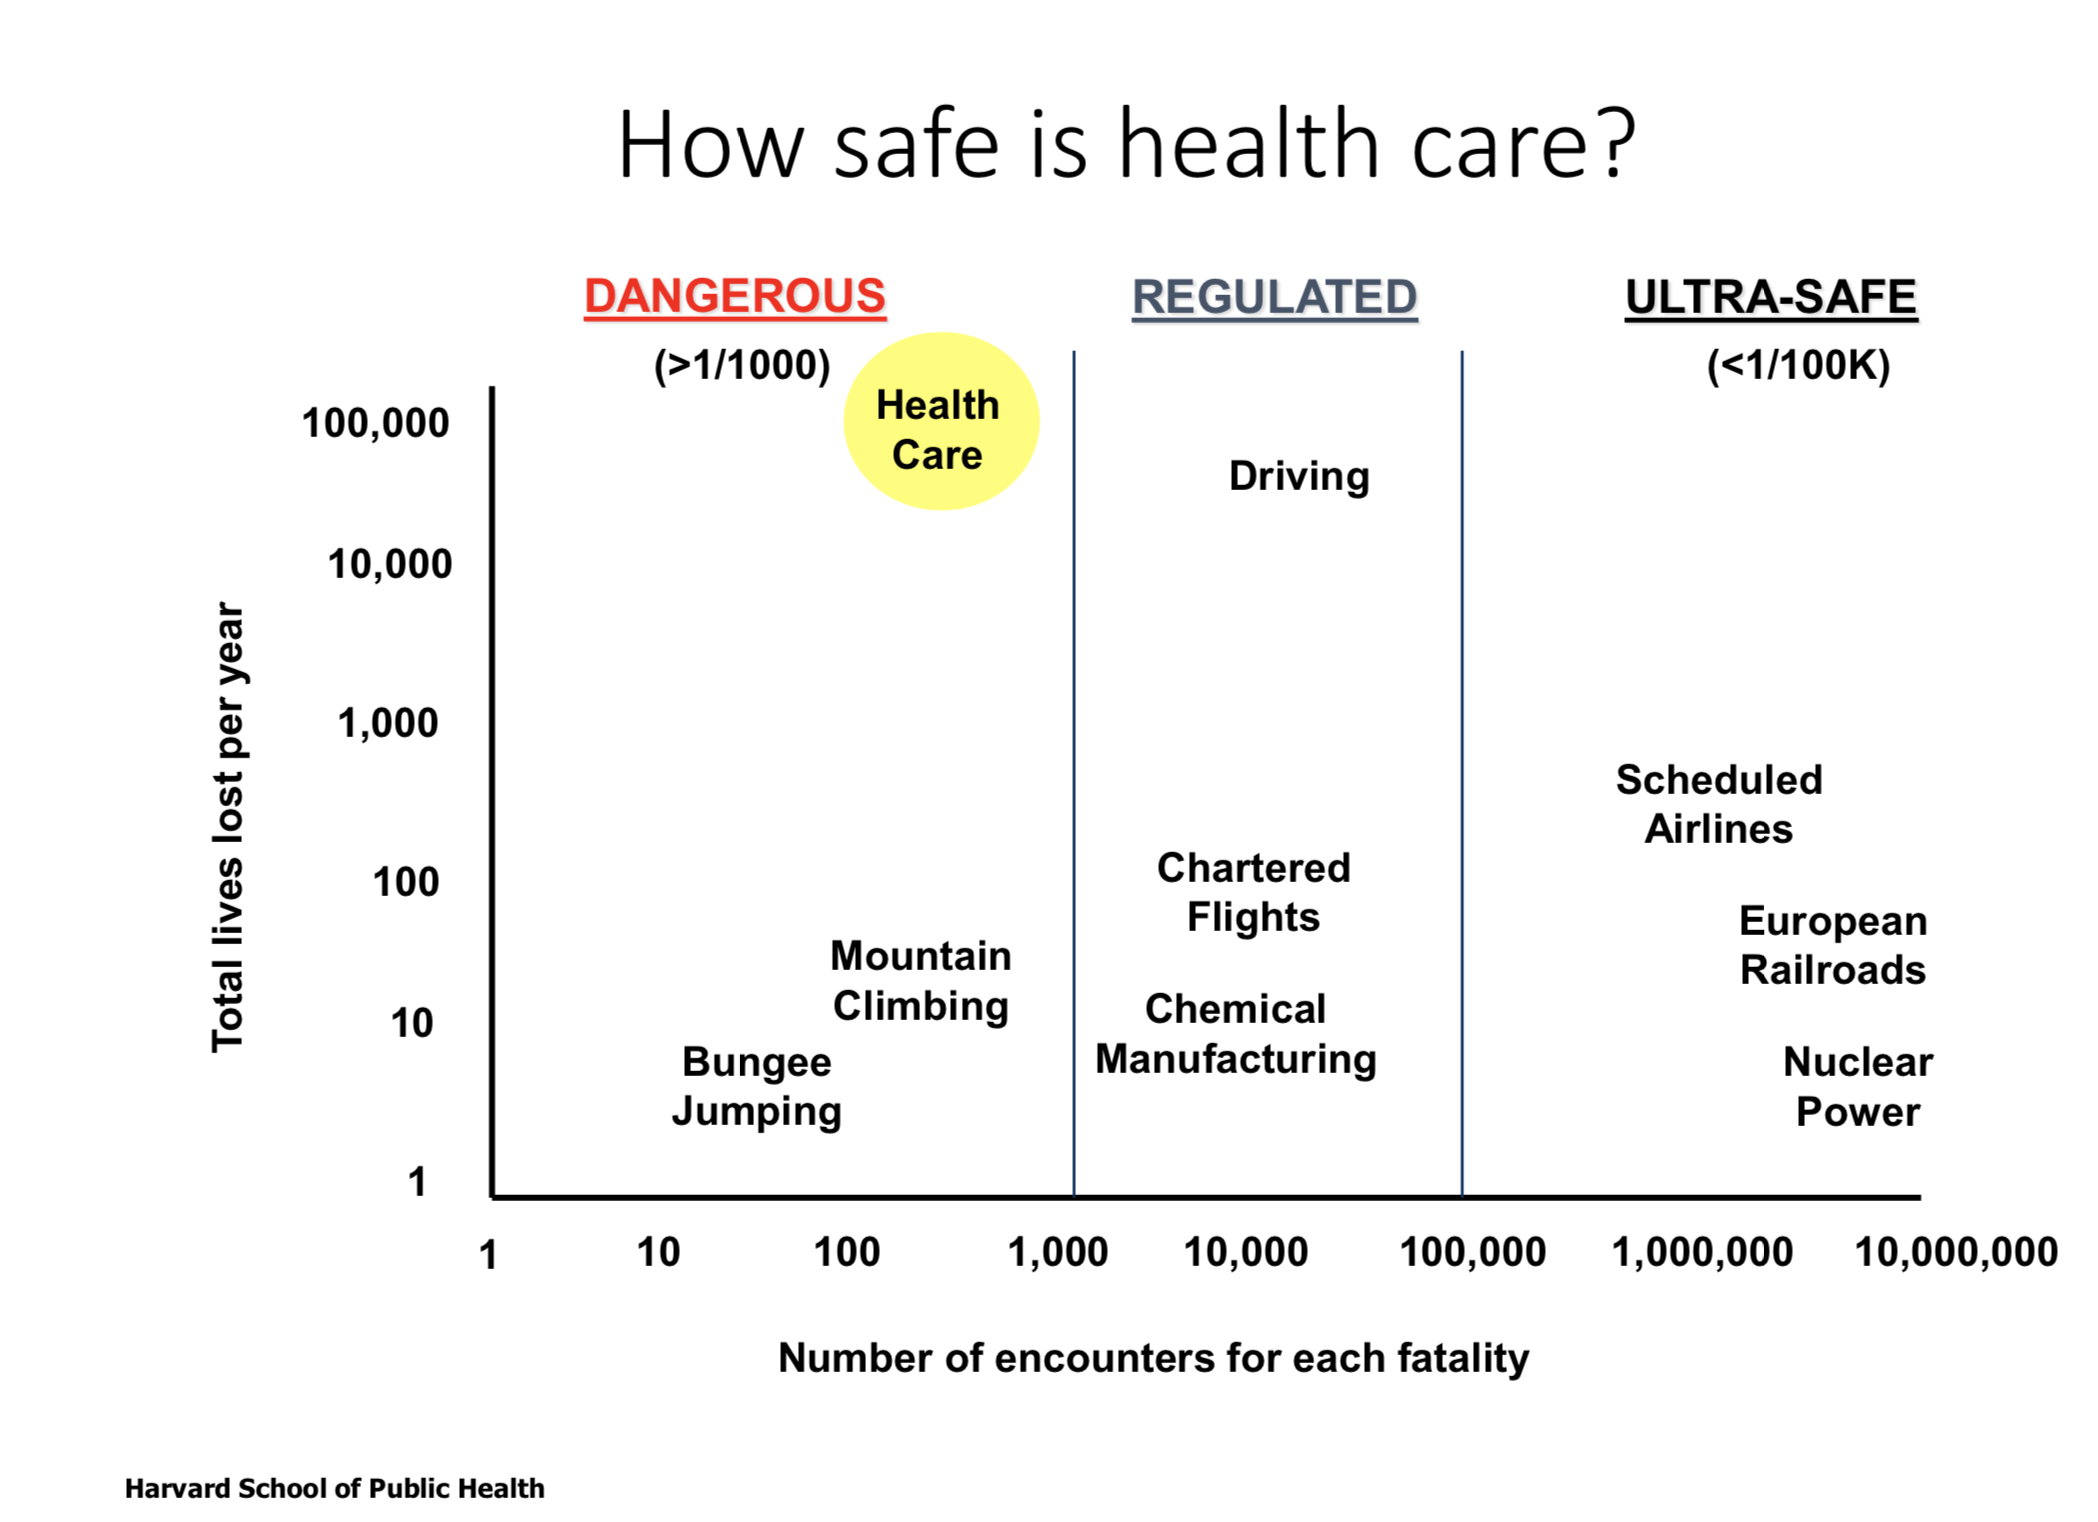 How safe is health care?
DANGEROUS
REGULATED
ULTRA-SAFE
(>1/1000)
(<1/100K)
Health
Care
Driving
Scheduled
Airlines
Chartered
Flights
European
Railroads
Mountain
Climbing
Chemical
Manufacturing
Bungee
Jumping
Nuclear
Power
Total lives lost per year
100,000
10,000
1,000
100
10
1
1
10
100
1,000
10,000
100,000
1,000,000
10,000,000
Number of encounters for each fatality
Harvard School of Public Health